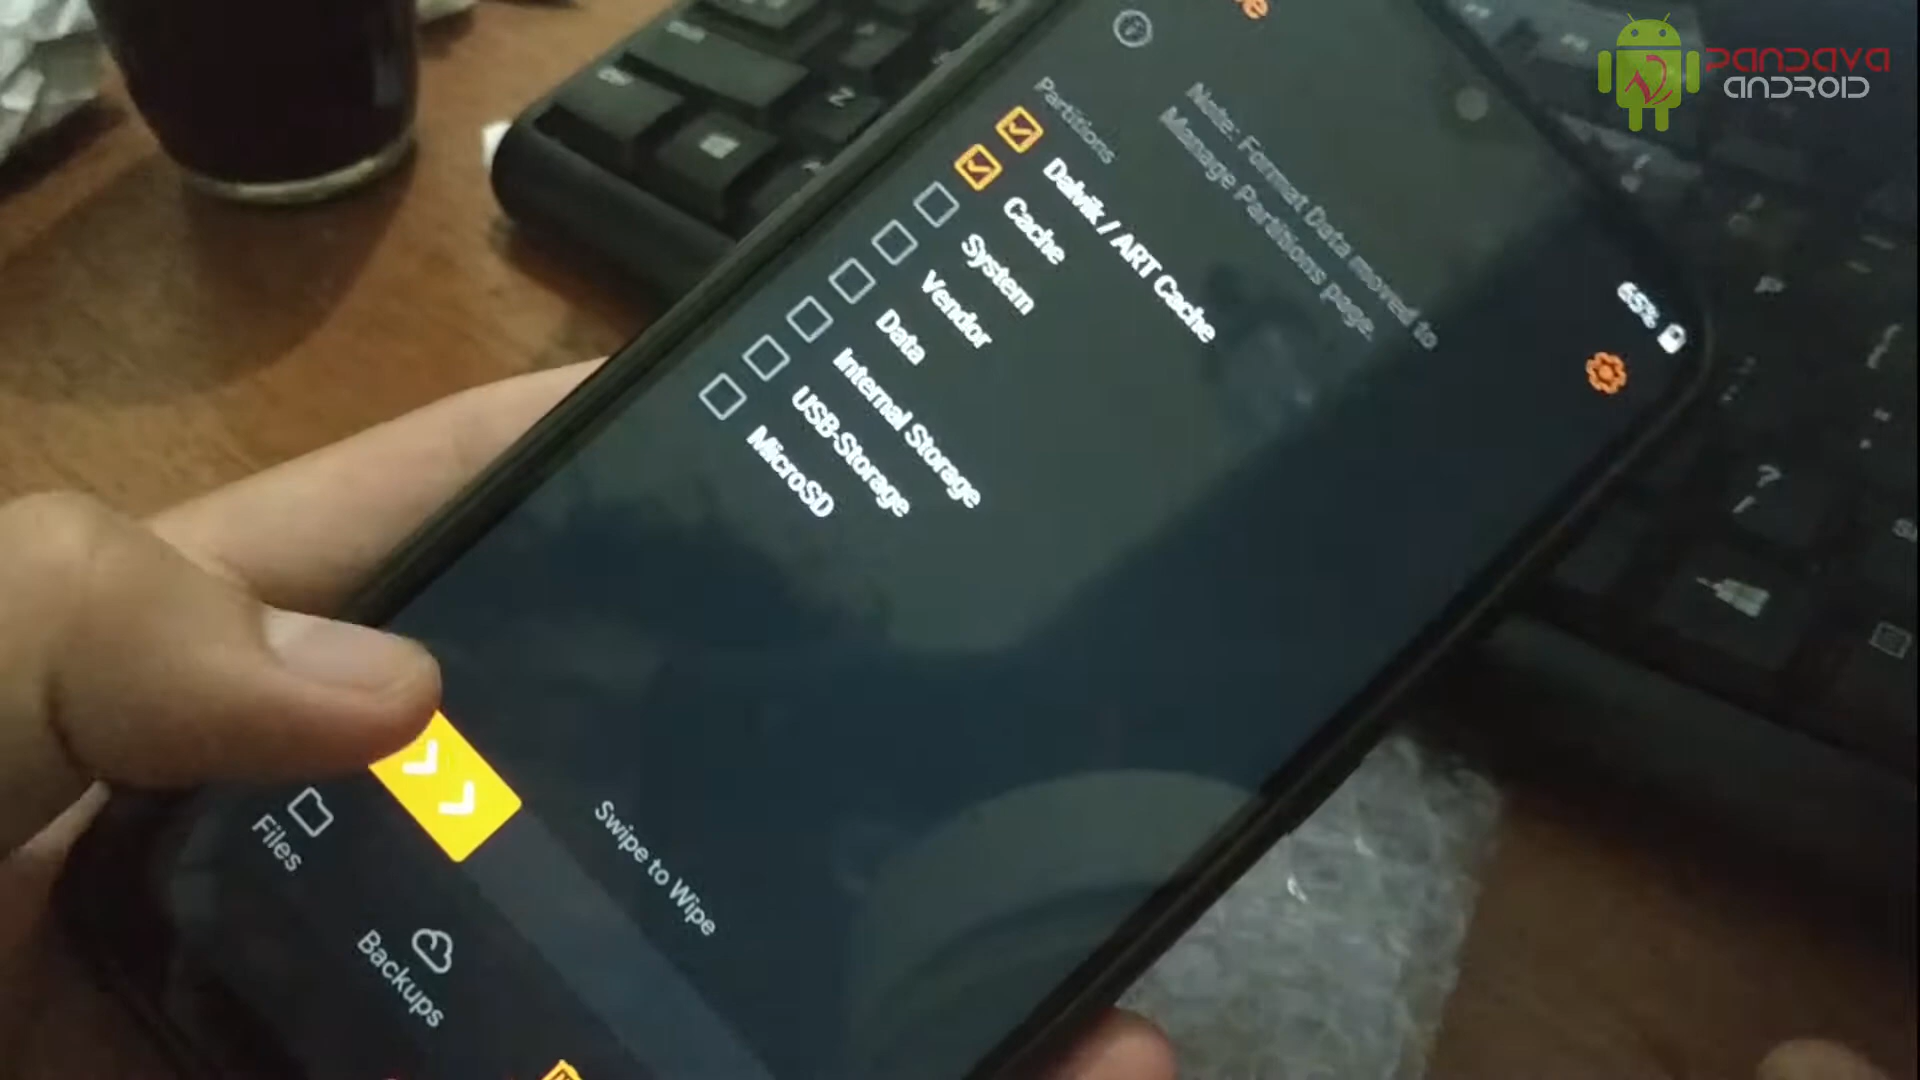 PANDAVA
ANDROID
65%
Note: Format Data moved to
Manage Partitions page.
Partitions
Dalvik / ART Cache
Cache
System
Vendor
Data
Internal Storage
USB-Storage
MicroSD
Swipe to Wipe
Files
Backups
Z
P
?
/